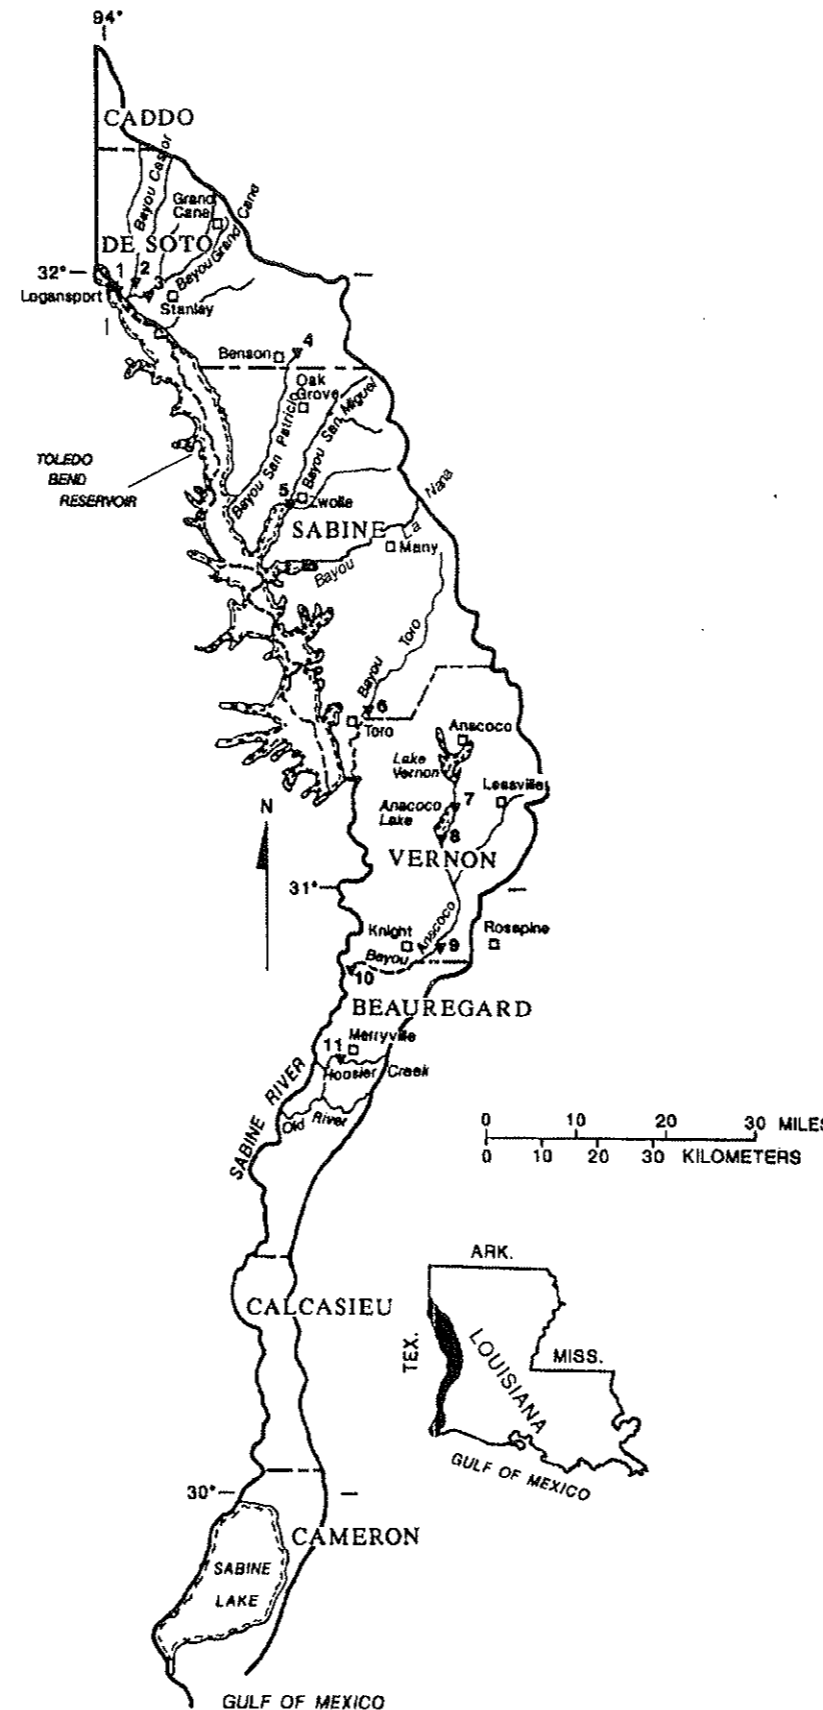 94°
CADDO
Bayou Castor
Grand
Cane
Bayou Grand Cane
DE SOTO
32°
1
2
3
Logansport
Stanley
Benson
4
Oak
Grove
Bayou San Patricio
Bayou San Miguel
TOLEDO
BEND
RESERVOIR
5
Zwolle
SABINE
Bayou La Nana
Many
Bayou Toro
6
Toro
Anacoco
Lake
Vernon
Leesville
Anacoco
Lake
7
8
N
VERNON
31°
Knight
Bayou Anacoco
9
Rosepine
10
BEAUREGARD
Merryville
11
Hoosier Creek
SABINE RIVER
Old River
0 10 20 30 MILES
0 10 20 30 KILOMETERS
ARK.
TEX.
LOUISIANA
MISS.
GULF OF MEXICO
CALCASIEU
30°
CAMERON
SABINE
LAKE
GULF OF MEXICO